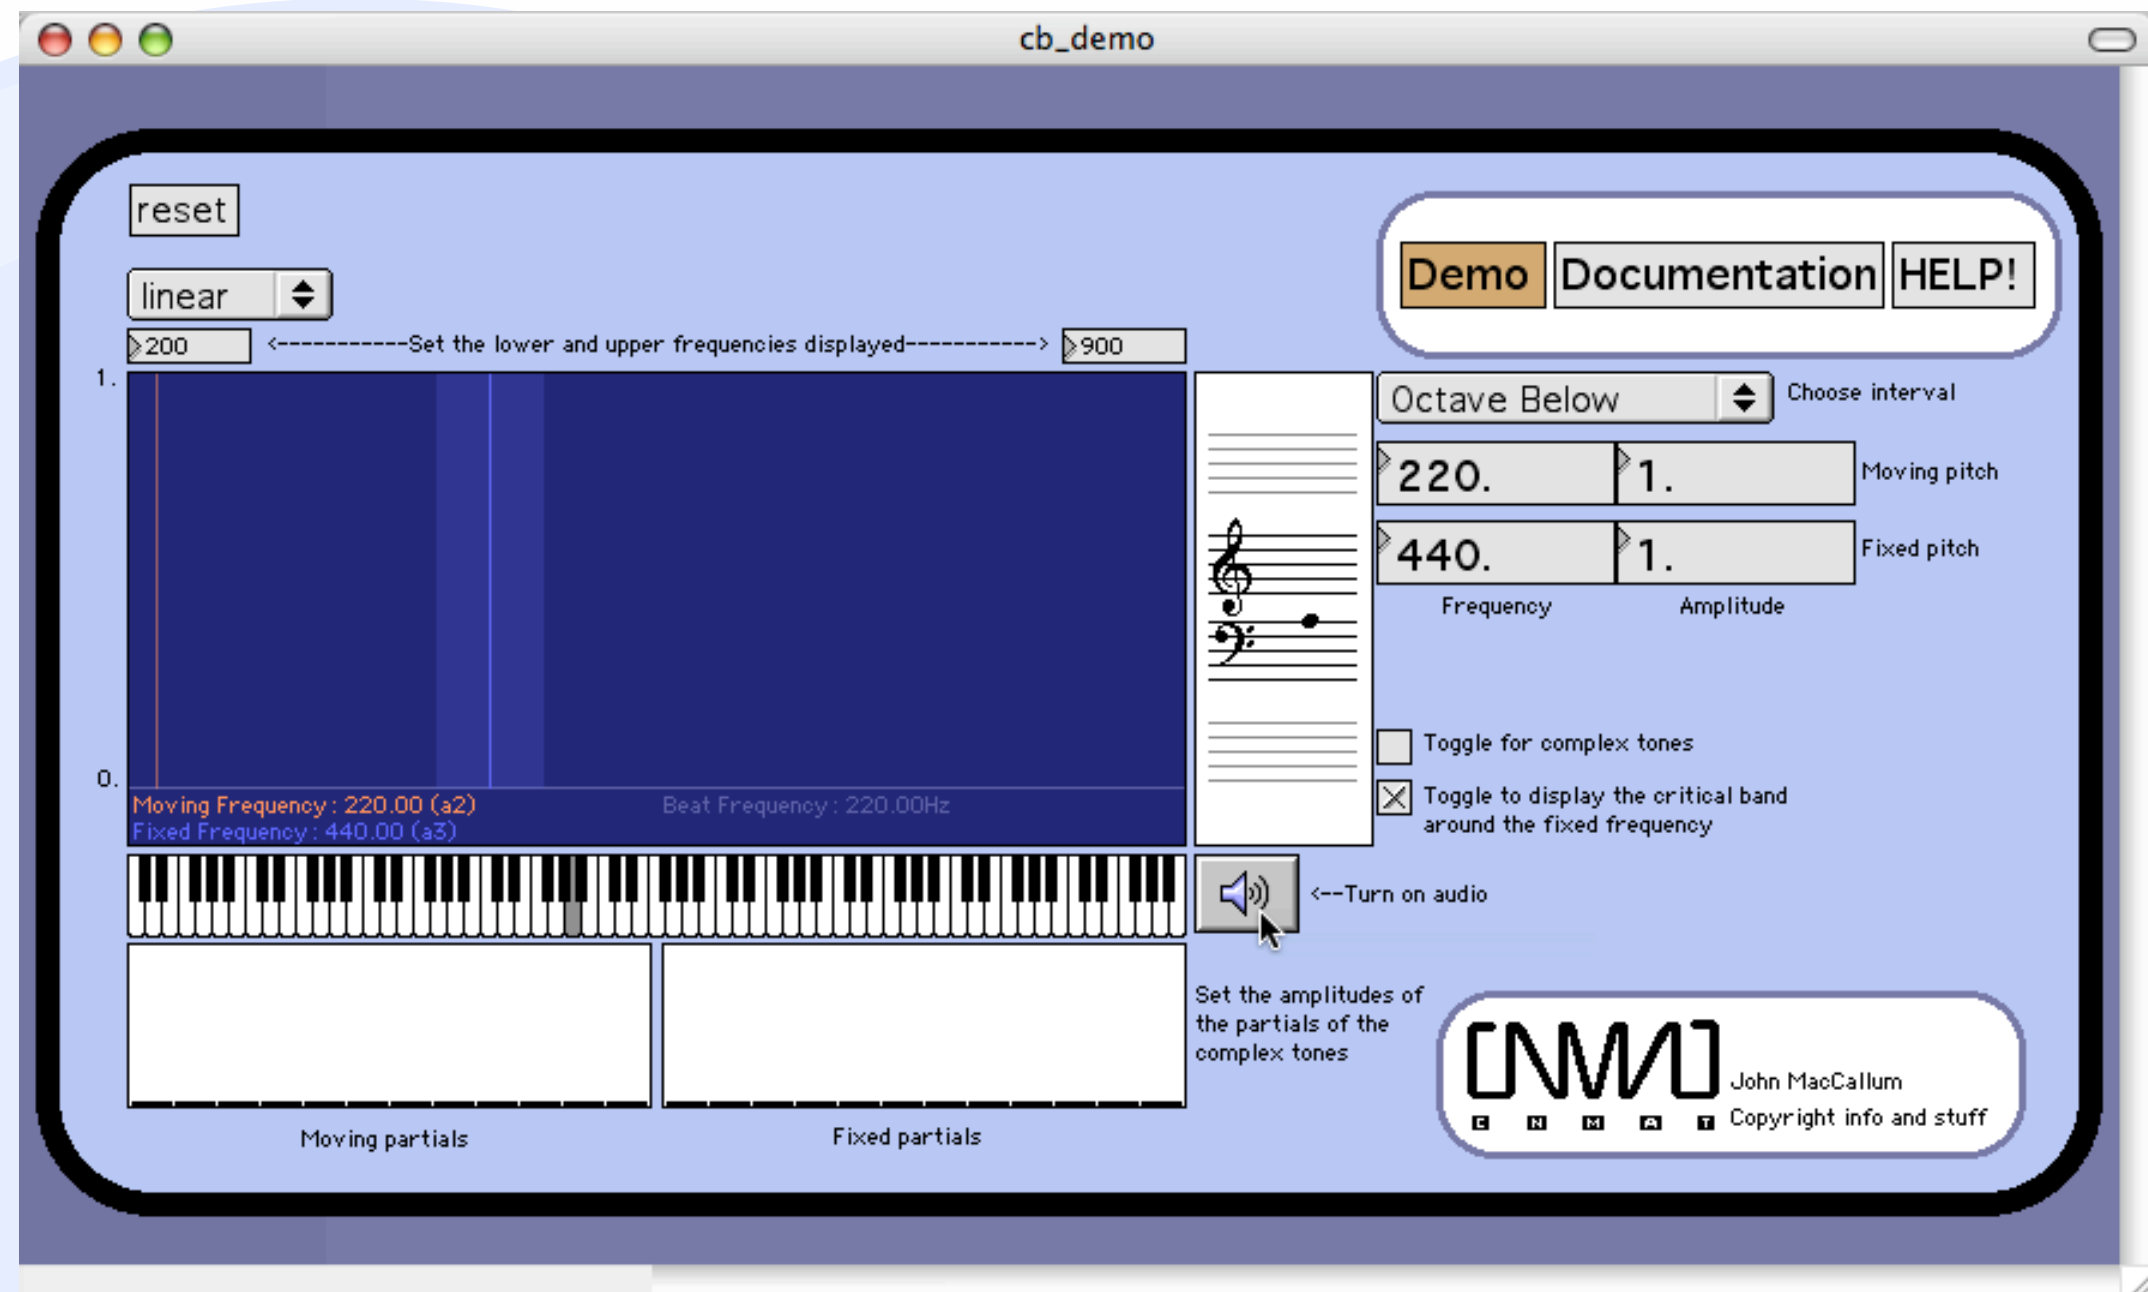 cb_demo
reset
Demo Documentation HELP!
linear
200 <-----------Set the lower and upper frequencies displayed-----------> 900
1.
Octave Below Choose interval
220. 1. Moving pitch
440. 1. Fixed pitch
Frequency Amplitude
Toggle for complex tones
0.
Toggle to display the critical band
around the fixed frequency
Moving Frequency : 220.00 (a2) Beat Frequency : 220.00Hz
Fixed Frequency : 440.00 (a3)
<--Turn on audio
Set the amplitudes of
the partials of the
complex tones
Moving partials Fixed partials
CNMAT
John MacCallum
C N M A T
Copyright info and stuff